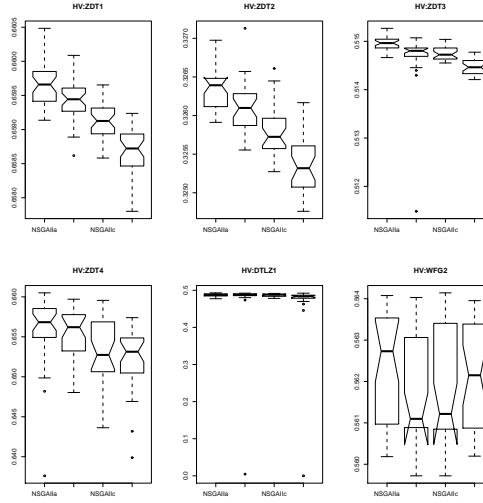 HV:ZDT1
0.6605
0.6600
0.6595
0.6590
0.6585
0.6580
NSGAIIa
NSGAIIc
HV:ZDT2
0.3270
0.3265
0.3260
0.3255
0.3250
NSGAIIa
NSGAIIc
HV:ZDT3
0.515
0.514
0.513
0.512
NSGAIIa
NSGAIIc
HV:ZDT4
0.660
0.655
0.650
0.645
0.640
NSGAIIa
NSGAIIc
HV:DTLZ1
0.5
0.4
0.3
0.2
0.1
0.0
NSGAIIa
NSGAIIc
HV:WFG2
0.564
0.563
0.562
0.561
0.560
NSGAIIa
NSGAIIc